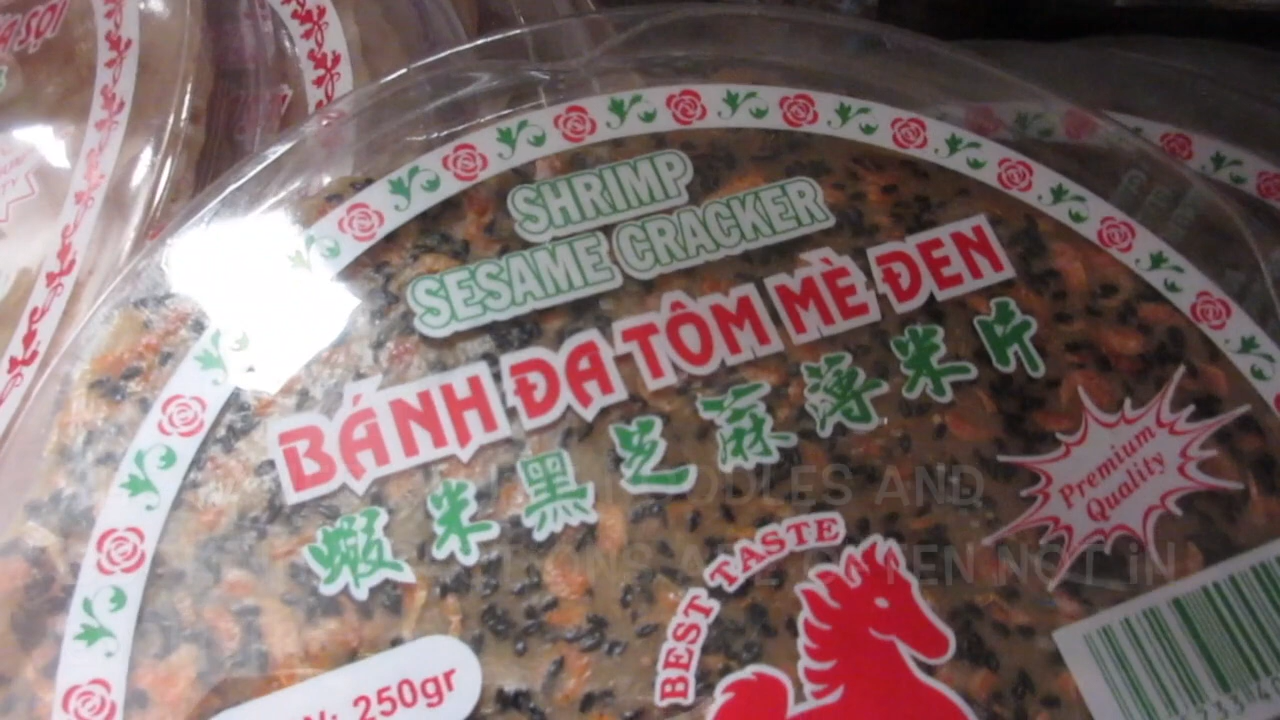 SHRIMP
SESAME CRACKER
BÁNH ĐA TÔM MÈ ĐEN
蝦米黑芝蔴薄米片
Premium
Quality
BEST TASTE
250gr